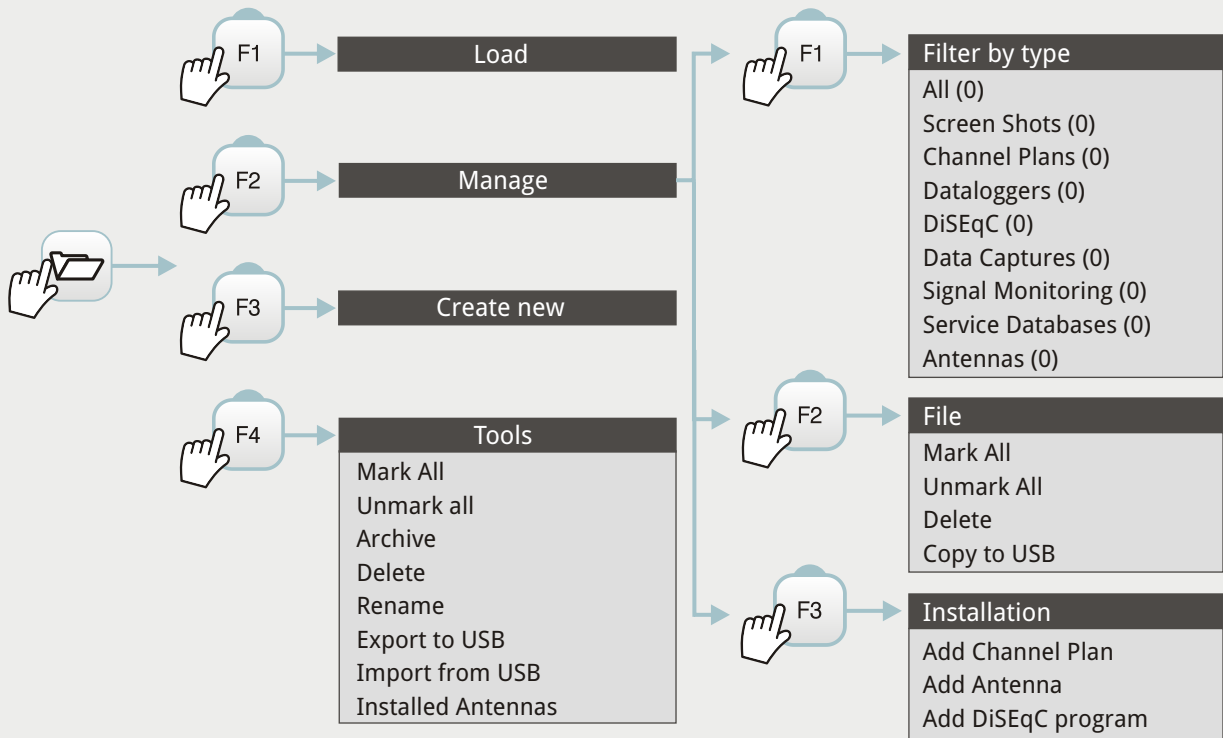 F1
Load
F2
Manage
F3
Create new
F4
Tools
Mark All
Unmark all
Archive
Delete
Rename
Export to USB
Import from USB
Installed Antennas
F1
Filter by type
All (0)
Screen Shots (0)
Channel Plans (0)
Dataloggers (0)
DiSEqC (0)
Data Captures (0)
Signal Monitoring (0)
Service Databases (0)
Antennas (0)
F2
File
Mark All
Unmark All
Delete
Copy to USB
F3
Installation
Add Channel Plan
Add Antenna
Add DiSEqC program